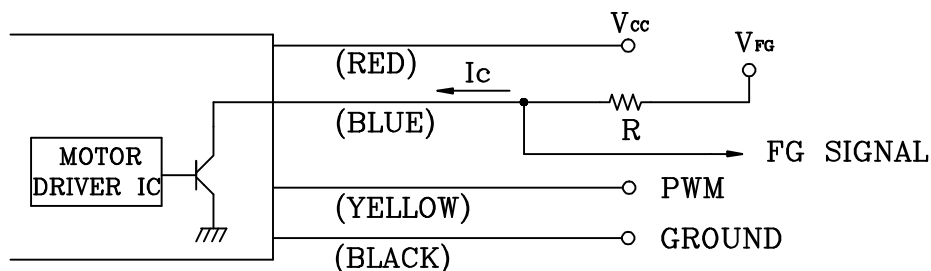 Vcc
VFG
(RED)
Ic
(BLUE)
R
MOTOR
DRIVER IC
FG SIGNAL
PWM
(YELLOW)
GROUND
(BLACK)